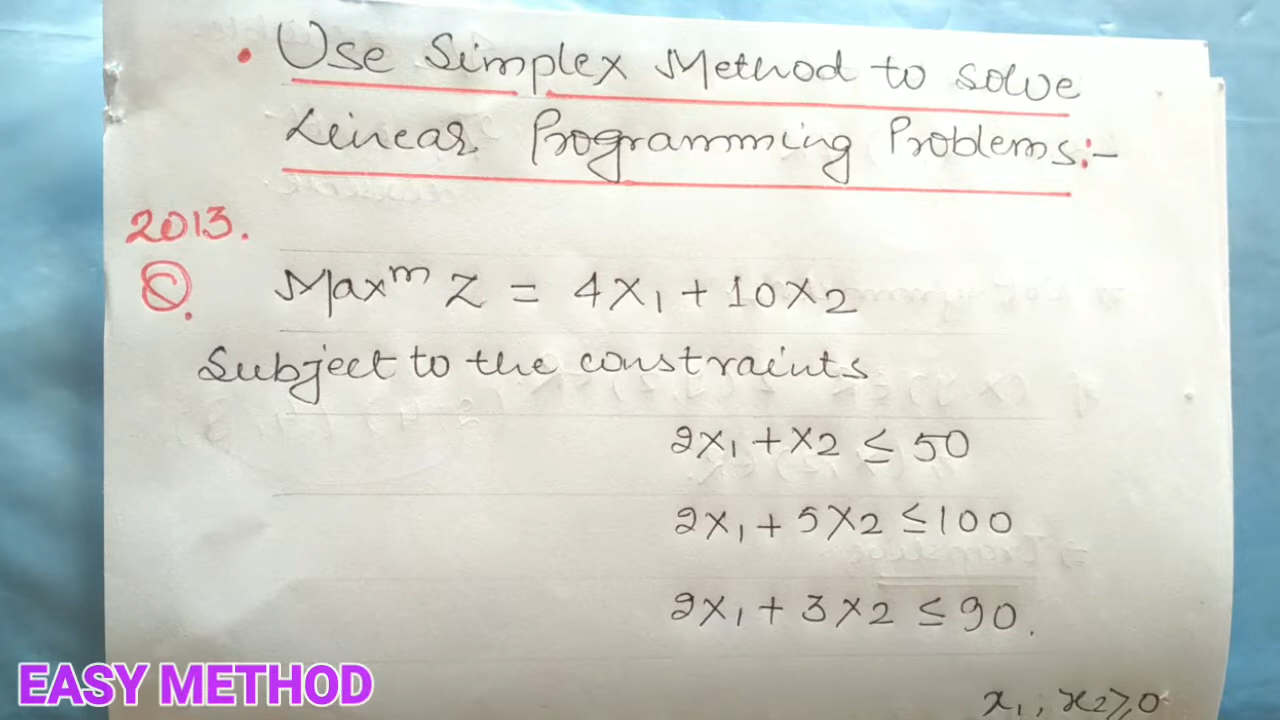 • Use Simplex Method to solve
Linear Programming Problems:-
2013.
Q. Maxᵐ Z = 4x₁ + 10x₂
Subject to the constraints
2x₁ + x₂ ≤ 50
2x₁ + 5x₂ ≤ 100
2x₁ + 3x₂ ≤ 90.
x₁, x₂ ≥ 0
EASY METHOD